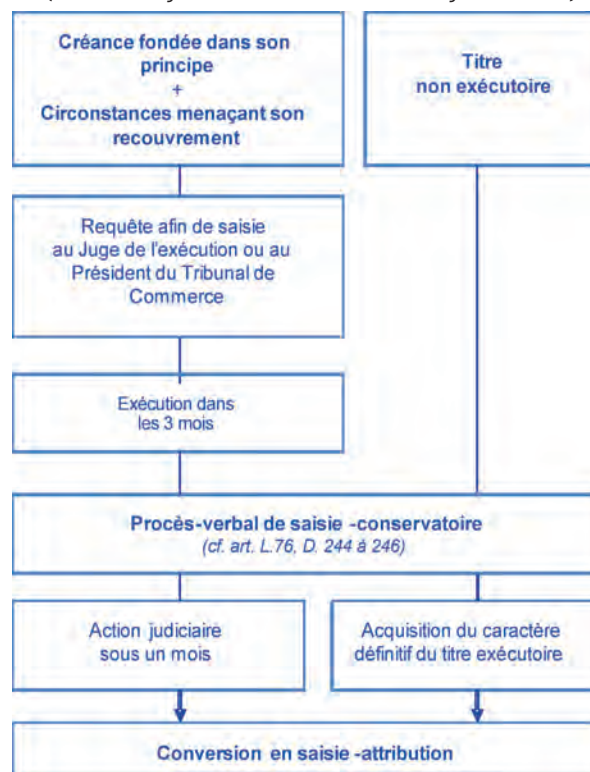 Créance fondée dans son
principe
+
Circonstances menaçant son
recouvrement
Titre
non exécutoire
Requête afin de saisie
au Juge de l'exécution ou au
Président du Tribunal de
Commerce
Exécution dans
les 3 mois
Procès-verbal de saisie -conservatoire
(cf. art. L.76, D. 244 à 246)
Action judiciaire
sous un mois
Acquisition du caractère
définitif du titre exécutoire
Conversion en saisie -attribution